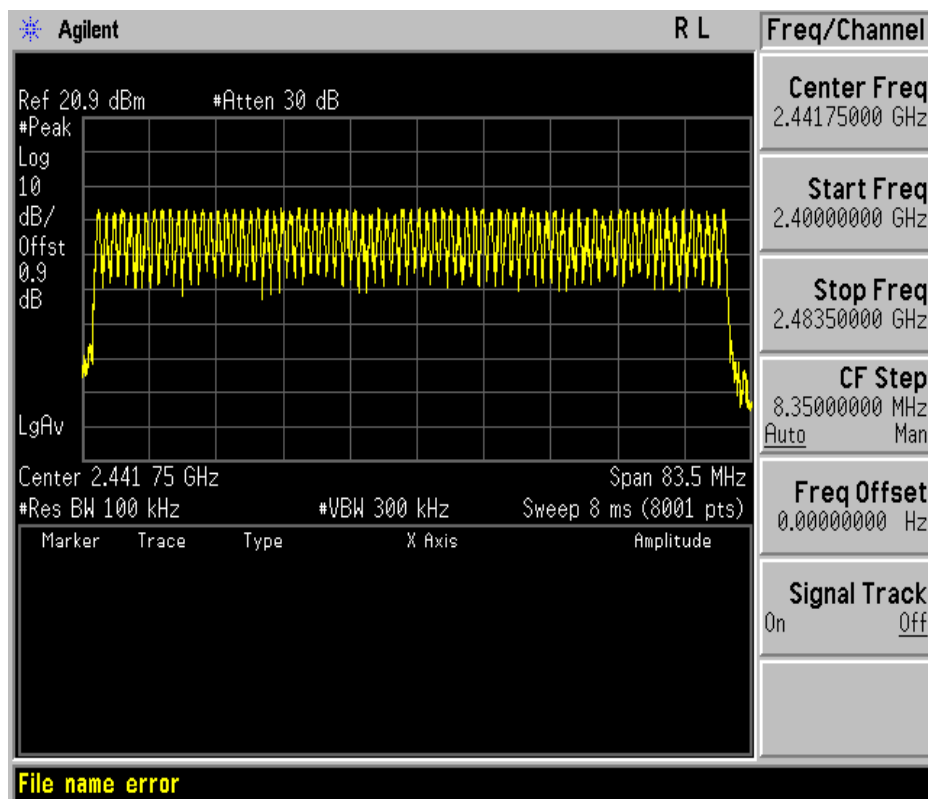 Agilent R L Freq/Channel
Ref 20.9 dBm #Atten 30 dB
#Peak
Log
10
dB/
Offst
0.9
dB
LgAv
Center 2.441 75 GHz Span 83.5 MHz
#Res BW 100 kHz #VBW 300 kHz Sweep 8 ms (8001 pts)
Marker Trace Type X Axis Amplitude
Center Freq
2.44175000 GHz
Start Freq
2.40000000 GHz
Stop Freq
2.48350000 GHz
CF Step
8.35000000 MHz
Auto Man
Freq Offset
0.00000000 Hz
Signal Track
On Off
File name error